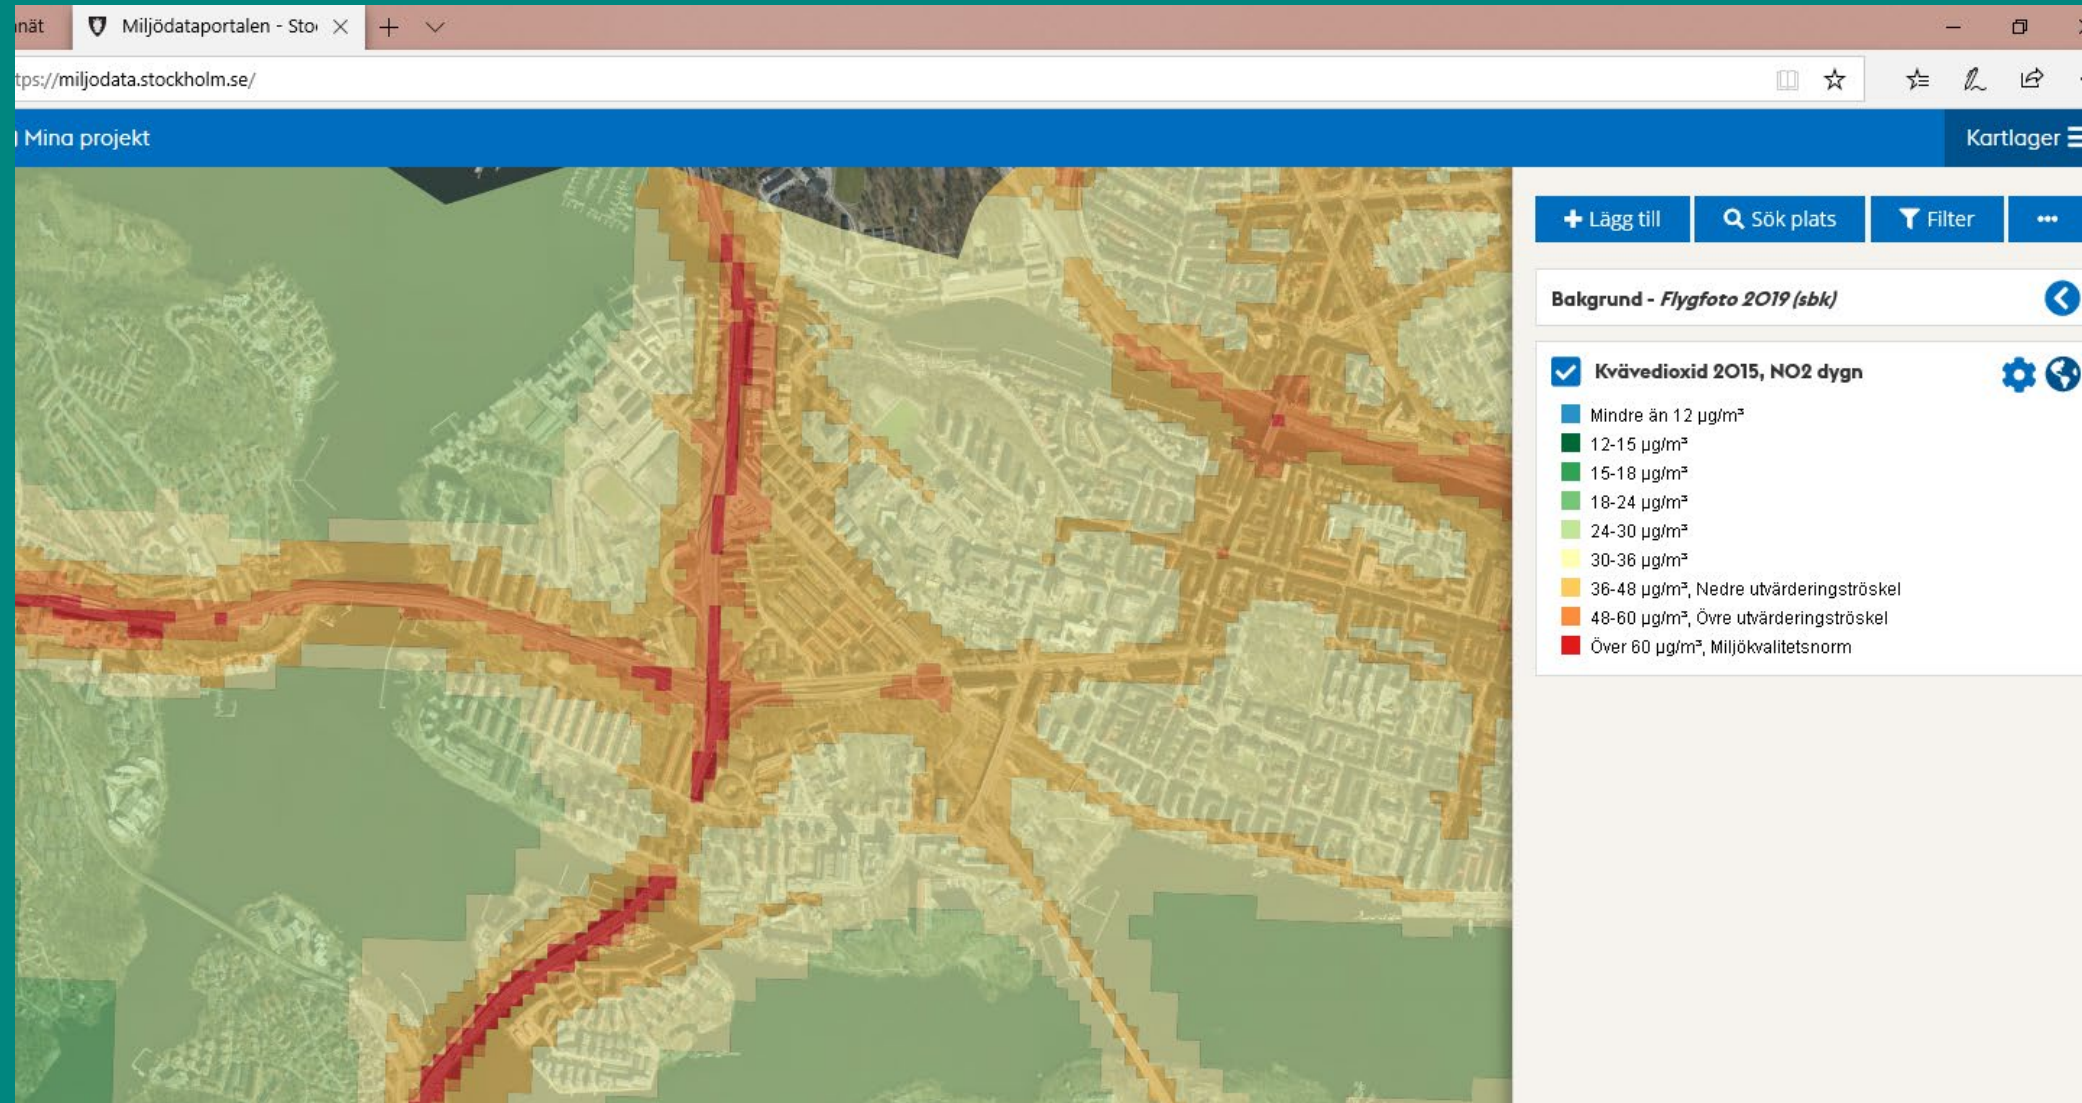 nät
Miljödataportalen - Sto
tps://miljodata.stockholm.se/
Mina projekt
Kartlager
Lägg till
Sök plats
Filter
Bakgrund - Flygfoto 2019 (sbk)
Kvävedioxid 2015, NO2 dygn
Mindre än 12 µg/m³
12-15 µg/m³
15-18 µg/m³
18-24 µg/m³
24-30 µg/m³
30-36 µg/m³
36-48 µg/m³, Nedre utvärderingströskel
48-60 µg/m³, Övre utvärderingströskel
Över 60 µg/m³, Miljökvalitetsnorm